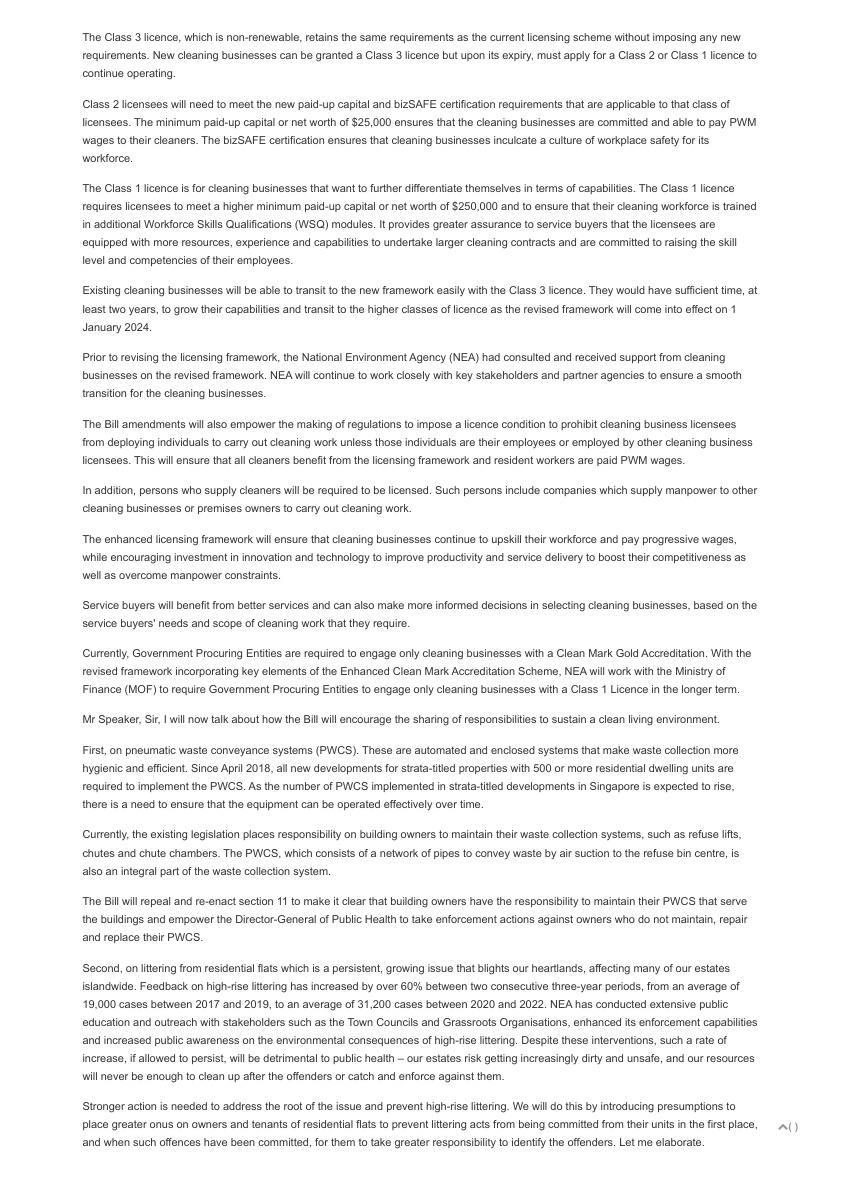 The Class 3 licence, which is non-renewable, retains the same requirements as the current licensing scheme without imposing any new
requirements. New cleaning businesses can be granted a Class 3 licence but upon its expiry, must apply for a Class 2 or Class 1 licence to
continue operating.
Class 2 licensees will need to meet the new paid-up capital and bizSAFE certification requirements that are applicable to that class of
licensees. The minimum paid-up capital or net worth of $25,000 ensures that the cleaning businesses are committed and able to pay PWM
wages to their cleaners. The bizSAFE certification ensures that cleaning businesses inculcate a culture of workplace safety for its
workforce.
The Class 1 licence is for cleaning businesses that want to further differentiate themselves in terms of capabilities. The Class 1 licence
requires licensees to meet a higher minimum paid-up capital or net worth of $250,000 and to ensure that their cleaning workforce is trained
in additional Workforce Skills Qualifications (WSQ) modules. It provides greater assurance to service buyers that the licensees are
equipped with more resources, experience and capabilities to undertake larger cleaning contracts and are committed to raising the skill
level and competencies of their employees.
Existing cleaning businesses will be able to transit to the new framework easily with the Class 3 licence. They would have sufficient time, at
least two years, to grow their capabilities and transit to the higher classes of licence as the revised framework will come into effect on 1
January 2024.
Prior to revising the licensing framework, the National Environment Agency (NEA) had consulted and received support from cleaning
businesses on the revised framework. NEA will continue to work closely with key stakeholders and partner agencies to ensure a smooth
transition for the cleaning businesses.
The Bill amendments will also empower the making of regulations to impose a licence condition to prohibit cleaning business licensees
from deploying individuals to carry out cleaning work unless those individuals are their employees or employed by other cleaning business
licensees. This will ensure that all cleaners benefit from the licensing framework and resident workers are paid PWM wages.
In addition, persons who supply cleaners will be required to be licensed. Such persons include companies which supply manpower to other
cleaning businesses or premises owners to carry out cleaning work.
The enhanced licensing framework will ensure that cleaning businesses continue to upskill their workforce and pay progressive wages,
while encouraging investment in innovation and technology to improve productivity and service delivery to boost their competitiveness as
well as overcome manpower constraints.
Service buyers will benefit from better services and can also make more informed decisions in selecting cleaning businesses, based on the
service buyers' needs and scope of cleaning work that they require.
Currently, Government Procuring Entities are required to engage only cleaning businesses with a Clean Mark Gold Accreditation. With the
revised framework incorporating key elements of the Enhanced Clean Mark Accreditation Scheme, NEA will work with the Ministry of
Finance (MOF) to require Government Procuring Entities to engage only cleaning businesses with a Class 1 Licence in the longer term.
Mr Speaker, Sir, I will now talk about how the Bill will encourage the sharing of responsibilities to sustain a clean living environment.
First, on pneumatic waste conveyance systems (PWCS). These are automated and enclosed systems that make waste collection more
hygienic and efficient. Since April 2018, all new developments for strata-titled properties with 500 or more residential dwelling units are
required to implement the PWCS. As the number of PWCS implemented in strata-titled developments in Singapore is expected to rise,
there is a need to ensure that the equipment can be operated effectively over time.
Currently, the existing legislation places responsibility on building owners to maintain their waste collection systems, such as refuse lifts,
chutes and chute chambers. The PWCS, which consists of a network of pipes to convey waste by air suction to the refuse bin centre, is
also an integral part of the waste collection system.
The Bill will repeal and re-enact section 11 to make it clear that building owners have the responsibility to maintain their PWCS that serve
the buildings and empower the Director-General of Public Health to take enforcement actions against owners who do not maintain, repair
and replace their PWCS.
Second, on littering from residential flats which is a persistent, growing issue that blights our heartlands, affecting many of our estates
islandwide. Feedback on high-rise littering has increased by over 60% between two consecutive three-year periods, from an average of
19,000 cases between 2017 and 2019, to an average of 31,200 cases between 2020 and 2022. NEA has conducted extensive public
education and outreach with stakeholders such as the Town Councils and Grassroots Organisations, enhanced its enforcement capabilities
and increased public awareness on the environmental consequences of high-rise littering. Despite these interventions, such a rate of
increase, if allowed to persist, will be detrimental to public health – our estates risk getting increasingly dirty and unsafe, and our resources
will never be enough to clean up after the offenders or catch and enforce against them.
Stronger action is needed to address the root of the issue and prevent high-rise littering. We will do this by introducing presumptions to
place greater onus on owners and tenants of residential flats to prevent littering acts from being committed from their units in the first place,
and when such offences have been committed, for them to take greater responsibility to identify the offenders. Let me elaborate.
( )